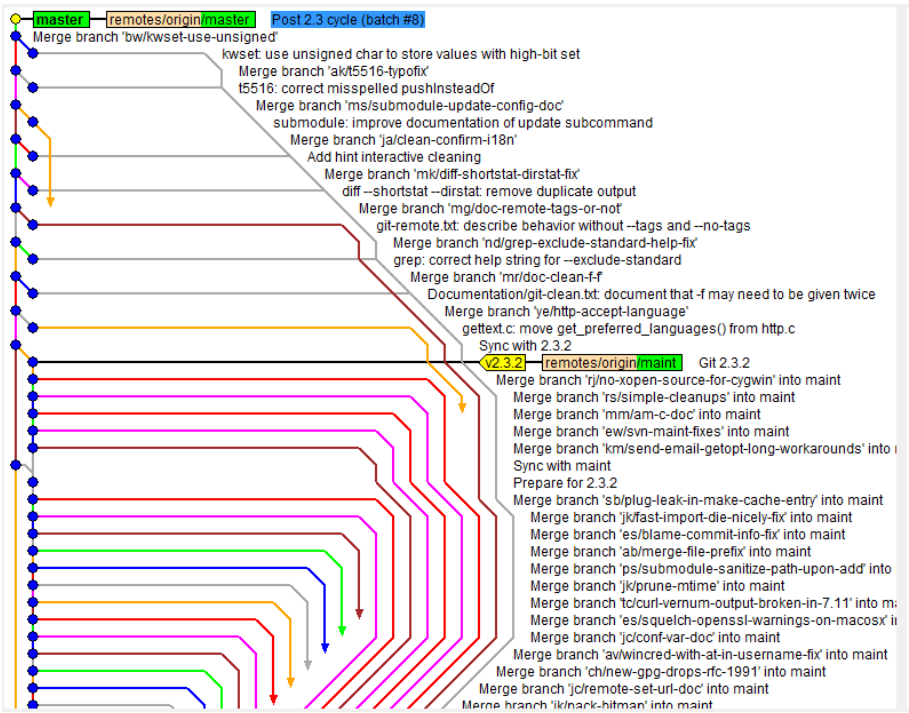 master remotes/origin/master Post 2.3 cycle (batch #8)
Merge branch 'bw/kwset-use-unsigned'
kwset: use unsigned char to store values with high-bit set
Merge branch 'ak/t5516-typofix'
t5516: correct misspelled pushInsteadOf
Merge branch 'ms/submodule-update-config-doc'
submodule: improve documentation of update subcommand
Merge branch 'ja/clean-confirm-i18n'
Add hint interactive cleaning
Merge branch 'mk/diff-shortstat-dirstat-fix'
diff --shortstat --dirstat: remove duplicate output
Merge branch 'mg/doc-remote-tags-or-not'
git-remote.txt: describe behavior without --tags and --no-tags
Merge branch 'nd/grep-exclude-standard-help-fix'
grep: correct help string for --exclude-standard
Merge branch 'mr/doc-clean-f-f'
Documentation/git-clean.txt: document that -f may need to be given twice
Merge branch 'ye/http-accept-language'
gettext.c: move get_preferred_languages() from http.c
Sync with 2.3.2
v2.3.2 remotes/origin/maint Git 2.3.2
Merge branch 'rj/no-xopen-source-for-cygwin' into maint
Merge branch 'rs/simple-cleanups' into maint
Merge branch 'mm/am-c-doc' into maint
Merge branch 'ew/svn-maint-fixes' into maint
Merge branch 'km/send-email-getopt-long-workarounds' into
Sync with maint
Prepare for 2.3.2
Merge branch 'sb/plug-leak-in-make-cache-entry' into maint
Merge branch 'jk/fast-import-die-nicely-fix' into maint
Merge branch 'es/blame-commit-info-fix' into maint
Merge branch 'ab/merge-file-prefix' into maint
Merge branch 'ps/submodule-sanitize-path-upon-add' into
Merge branch 'jk/prune-mtime' into maint
Merge branch 'tc/curl-vernum-output-broken-in-7.11' into
Merge branch 'es/squelch-openssl-warnings-on-macosx'
Merge branch 'jc/conf-var-doc' into maint
Merge branch 'av/wincred-with-at-in-username-fix' into maint
Merge branch 'ch/new-gpg-drops-rfc-1991' into maint
Merge branch 'jc/remote-set-url-doc' into maint
Merge branch 'jk/pack-bitmap' into maint